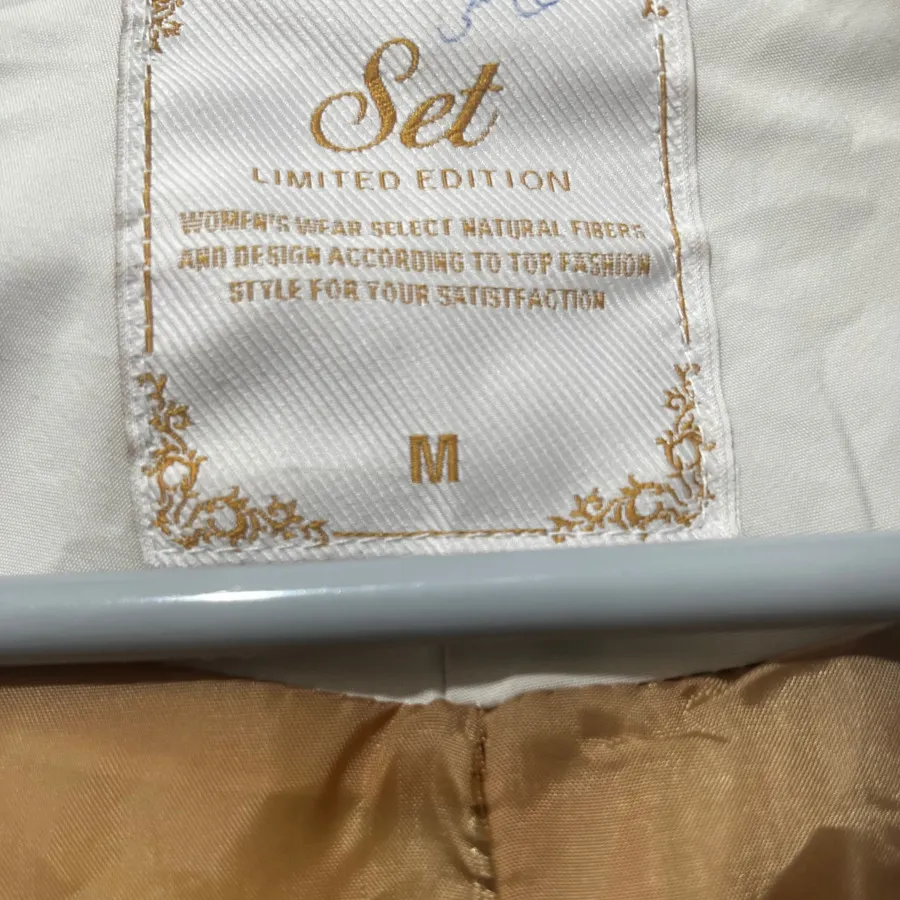 Set
LIMITED EDITION
WOMEN'S WEAR SELECT NATURAL FIBERS
AND DESIGN ACCORDING TO TOP FASHION
STYLE FOR YOUR SATISTFACTION
M